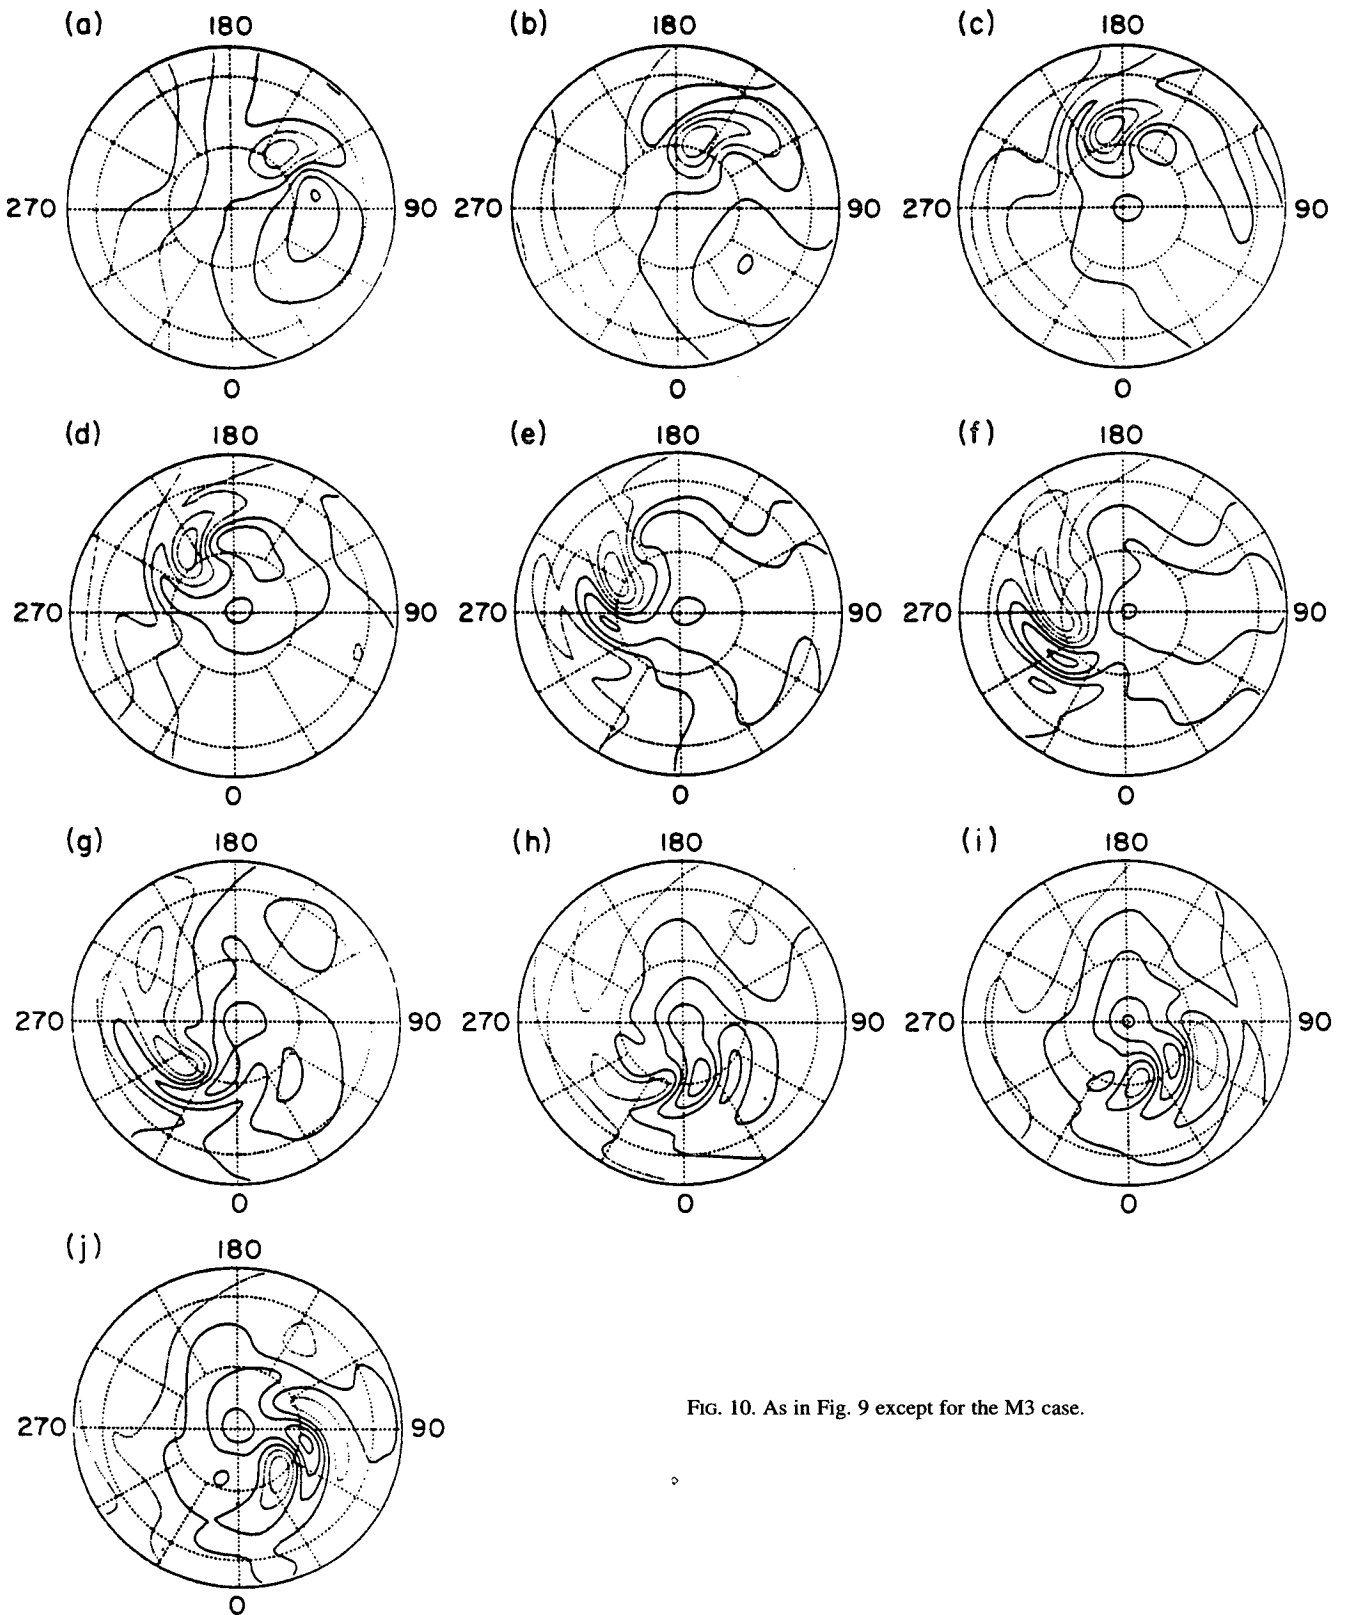 (a) 180 (b) 180 (c) 180
270 90 270 90 270 90
0 0 0
(d) 180 (e) 180 (f) 180
270 90 270 90 270 90
0 0 0
(g) 180 (h) 180 (i) 180
270 90 270 90 270 90
0 0 0
(j) 180
270 90
0
FIG. 10. As in Fig. 9 except for the M3 case.